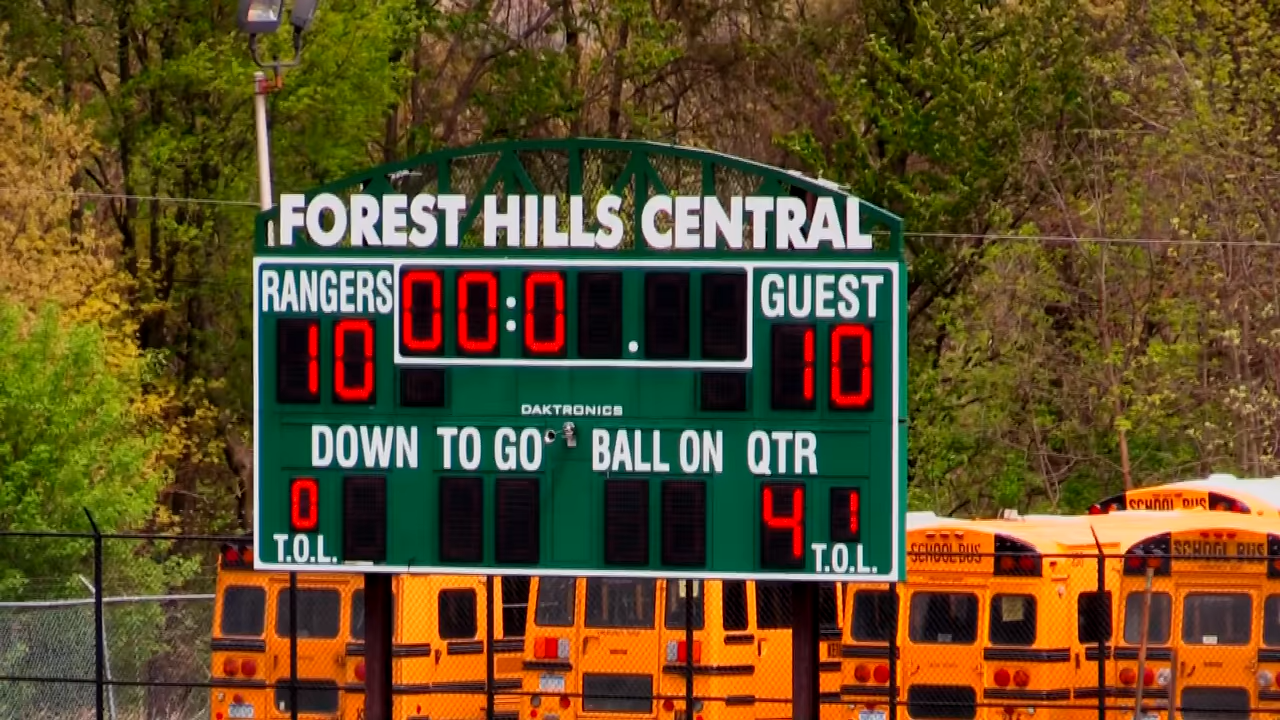 FOREST HILLS CENTRAL
RANGERS 00:0 . GUEST
10 10
DAKTRONICS
DOWN TO GO BALL ON QTR
0 4 1
T.O.L. T.O.L.
SCHOOL BUS
SCHOOL BUS
SCHOOL BUS